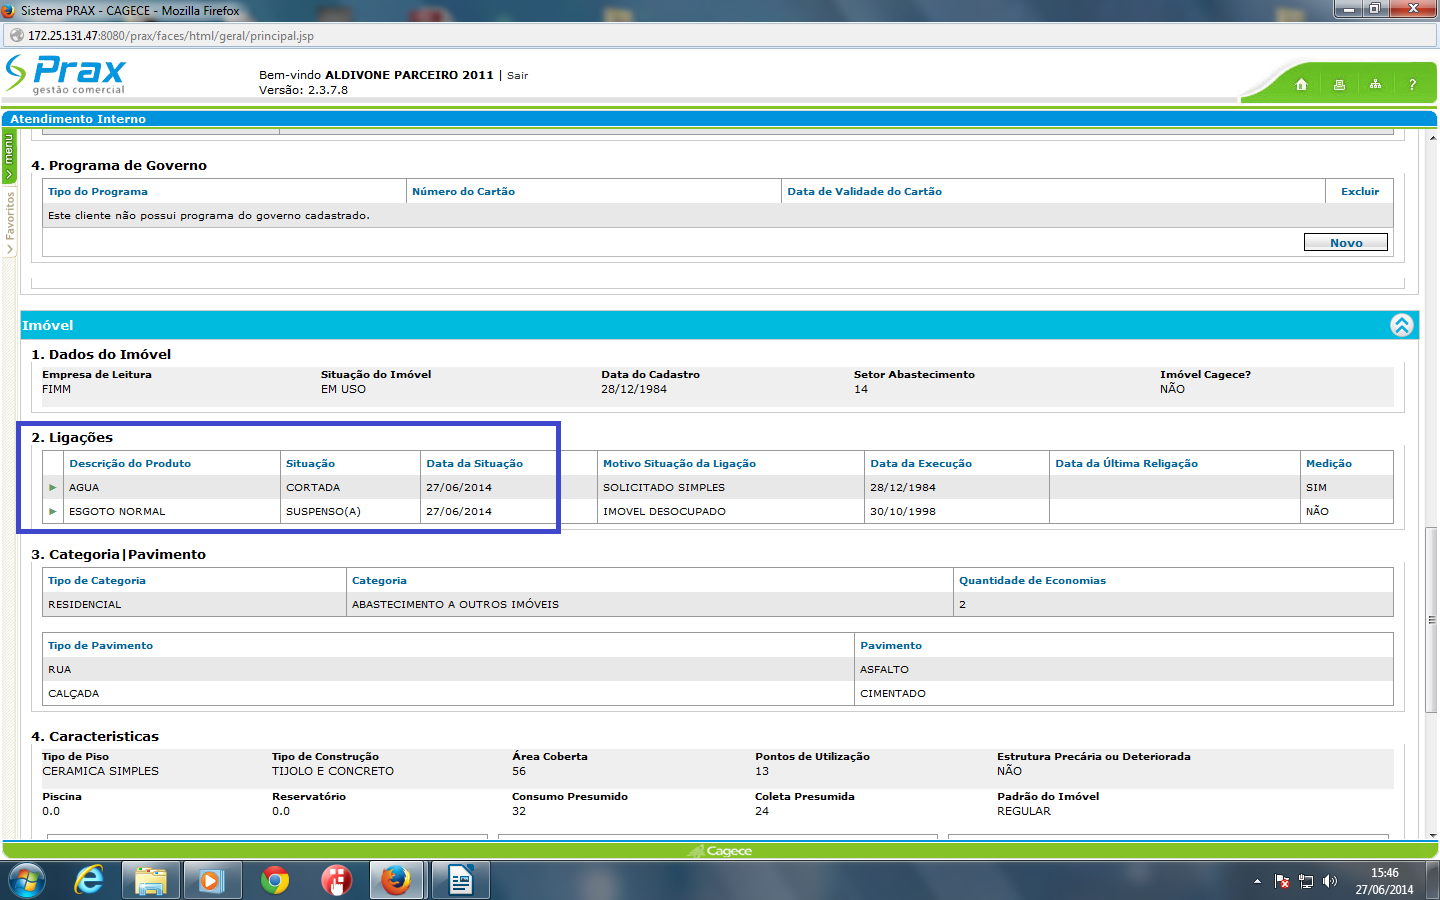 Sistema PRAX - CAGECE - Mozilla Firefox
172.25.131.47:8080/prax/faces/html/geral/principal.jsp
Prax
gestão comercial
Bem-vindo ALDIVONE PARCEIRO 2011 | Sair
Versão: 2.3.7.8
?
Atendimento Interno
menu
Favoritos
4. Programa de Governo
Tipo do Programa Número do Cartão Data de Validade do Cartão Excluir
Este cliente não possui programa do governo cadastrado.
Novo
Imóvel
1. Dados do Imóvel
Empresa de Leitura Situação do Imóvel Data do Cadastro Setor Abastecimento Imóvel Cagece?
FIMM EM USO 28/12/1984 14 NÃO
2. Ligações
Descrição do Produto Situação Data da Situação Motivo Situação da Ligação Data da Execução Data da Última Religação Medição
AGUA CORTADA 27/06/2014 SOLICITADO SIMPLES 28/12/1984 SIM
ESGOTO NORMAL SUSPENSO(A) 27/06/2014 IMOVEL DESOCUPADO 30/10/1998 NÃO
3. Categoria|Pavimento
Tipo de Categoria Categoria Quantidade de Economias
RESIDENCIAL ABASTECIMENTO A OUTROS IMÓVEIS 2
Tipo de Pavimento Pavimento
RUA ASFALTO
CALÇADA CIMENTADO
4. Caracteristicas
Tipo de Piso Tipo de Construção Área Coberta Pontos de Utilização Estrutura Precária ou Deteriorada
CERAMICA SIMPLES TIJOLO E CONCRETO 56 13 NÃO
Piscina Reservatório Consumo Presumido Coleta Presumida Padrão do Imóvel
0.0 0.0 32 24 REGULAR
Cagece
15:46
27/06/2014